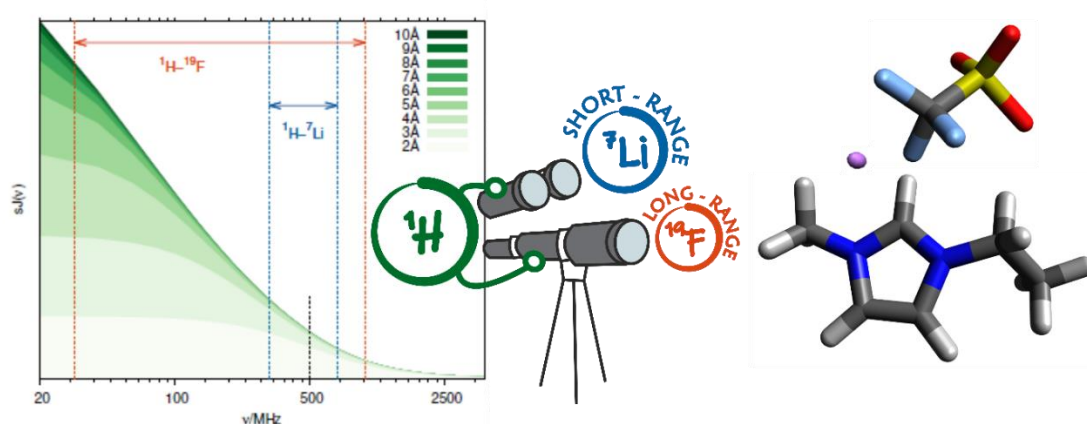 sJ(ν)
10Å
9Å
8Å
7Å
6Å
5Å
4Å
3Å
2Å
¹H–¹⁹F
¹H–⁷Li
20
100
500
2500
ν/MHz
¹H
SHORT-RANGE
⁷Li
LONG-RANGE
¹⁹F